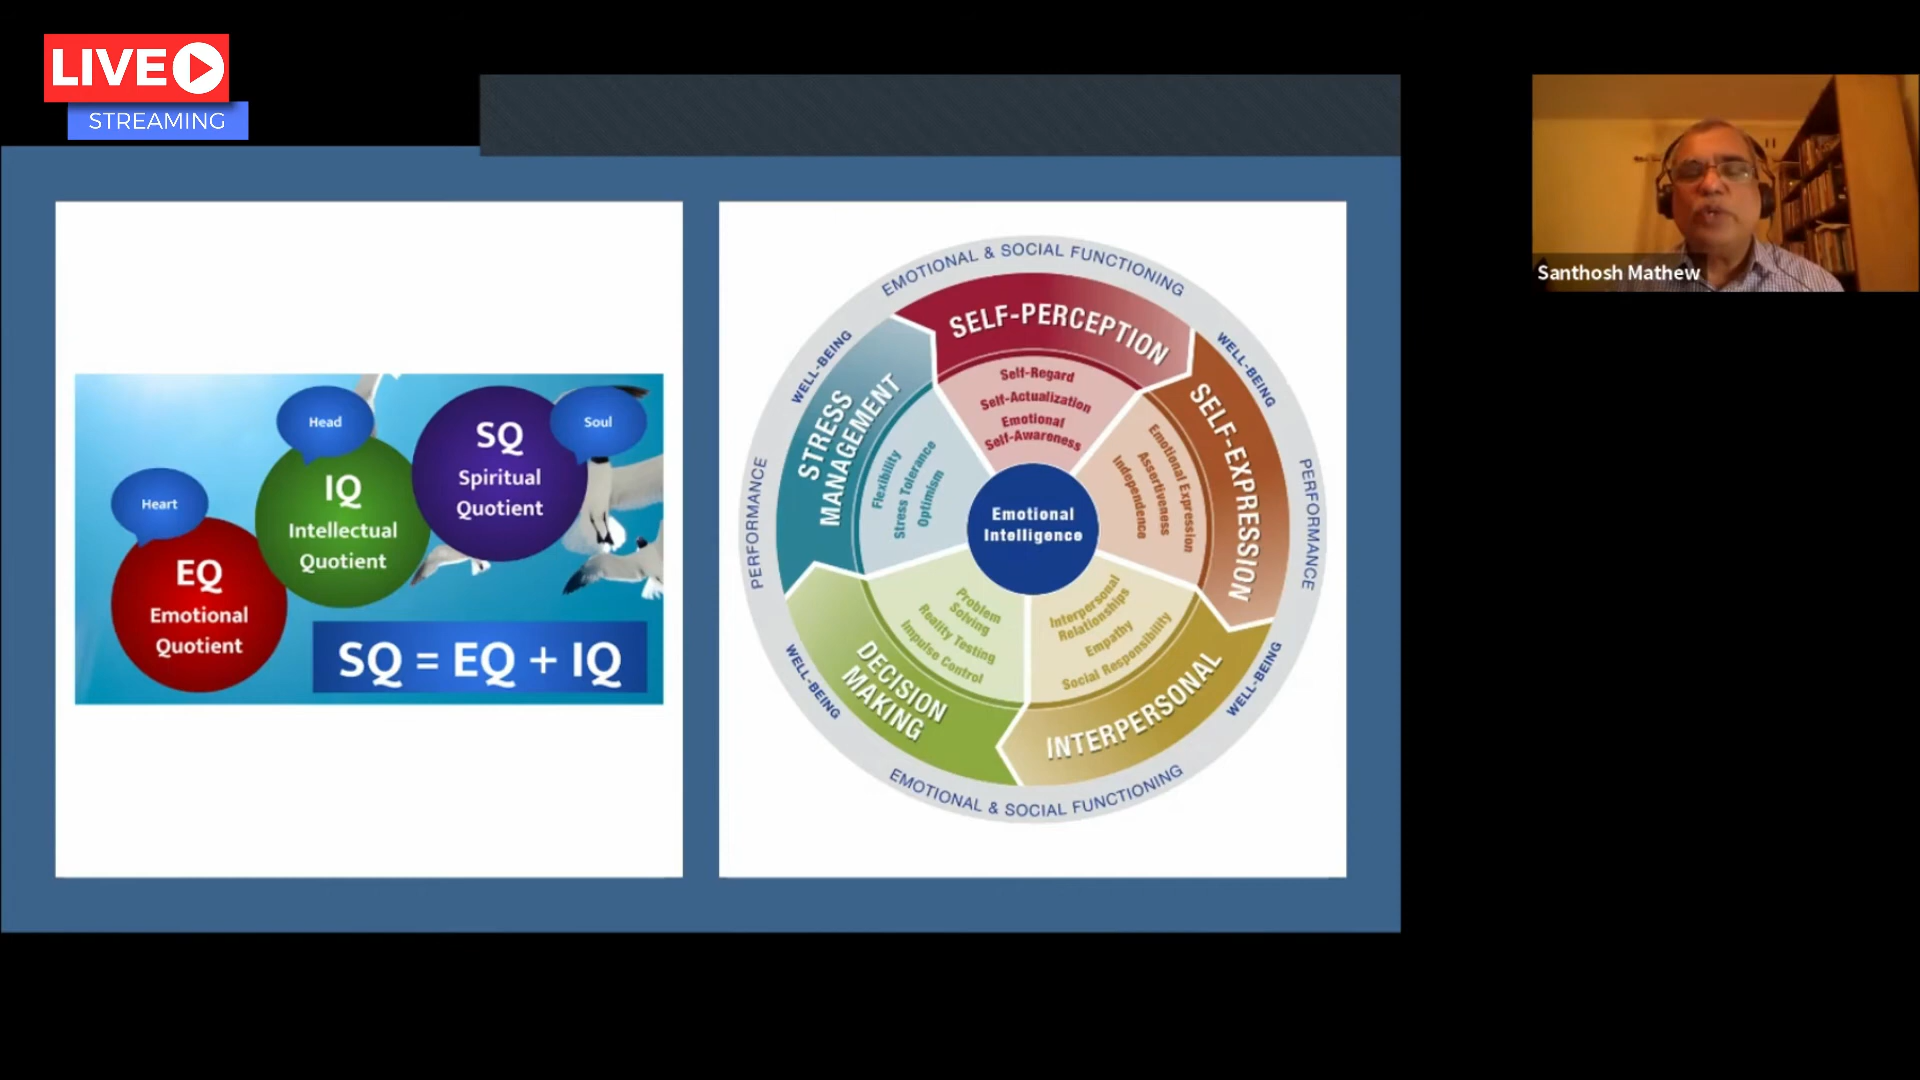 LIVE
STREAMING
Santhosh Mathew
Heart
Head
Soul
EQ
Emotional
Quotient
IQ
Intellectual
Quotient
SQ
Spiritual
Quotient
SQ = EQ + IQ
EMOTIONAL & SOCIAL FUNCTIONING
WELL-BEING
PERFORMANCE
WELL-BEING
EMOTIONAL & SOCIAL FUNCTIONING
WELL-BEING
PERFORMANCE
WELL-BEING
SELF-PERCEPTION
Self-Regard
Self-Actualization
Emotional
Self-Awareness
SELF-EXPRESSION
Emotional Expression
Assertiveness
Independence
INTERPERSONAL
Interpersonal
Relationships
Empathy
Social Responsibility
DECISION
MAKING
Problem
Solving
Reality Testing
Impulse Control
STRESS
MANAGEMENT
Flexibility
Stress Tolerance
Optimism
Emotional
Intelligence